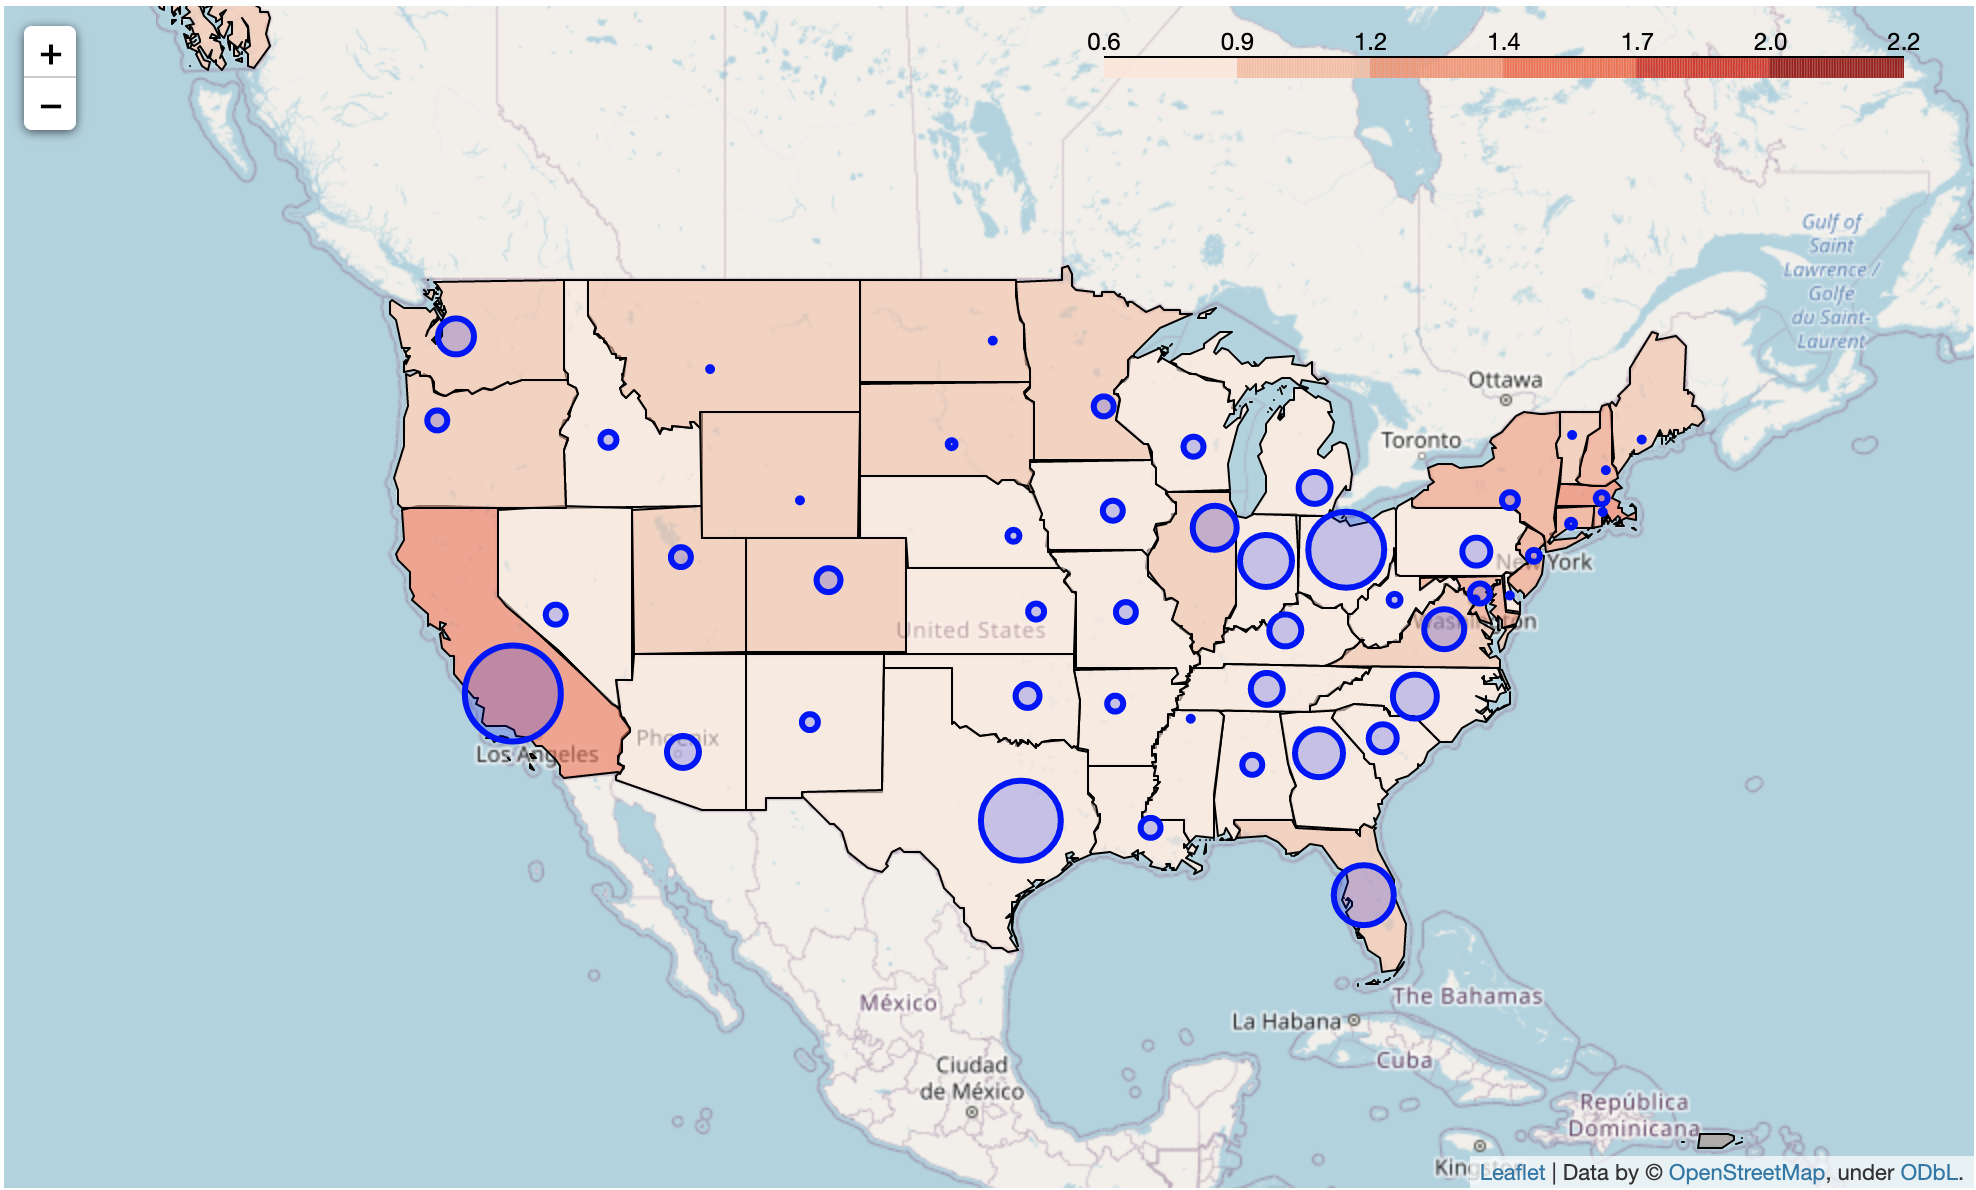 +
−
0.6 0.9 1.2 1.4 1.7 2.0 2.2
Gulf of
Saint
Lawrence /
Golfe
du Saint-
Laurent
Ottawa
Toronto
New York
Washington
United States
Phoenix
Los Angeles
México
The Bahamas
La Habana
Cuba
Ciudad
de México
República
Dominicana
Kingston
Leaflet | Data by © OpenStreetMap, under ODbL.